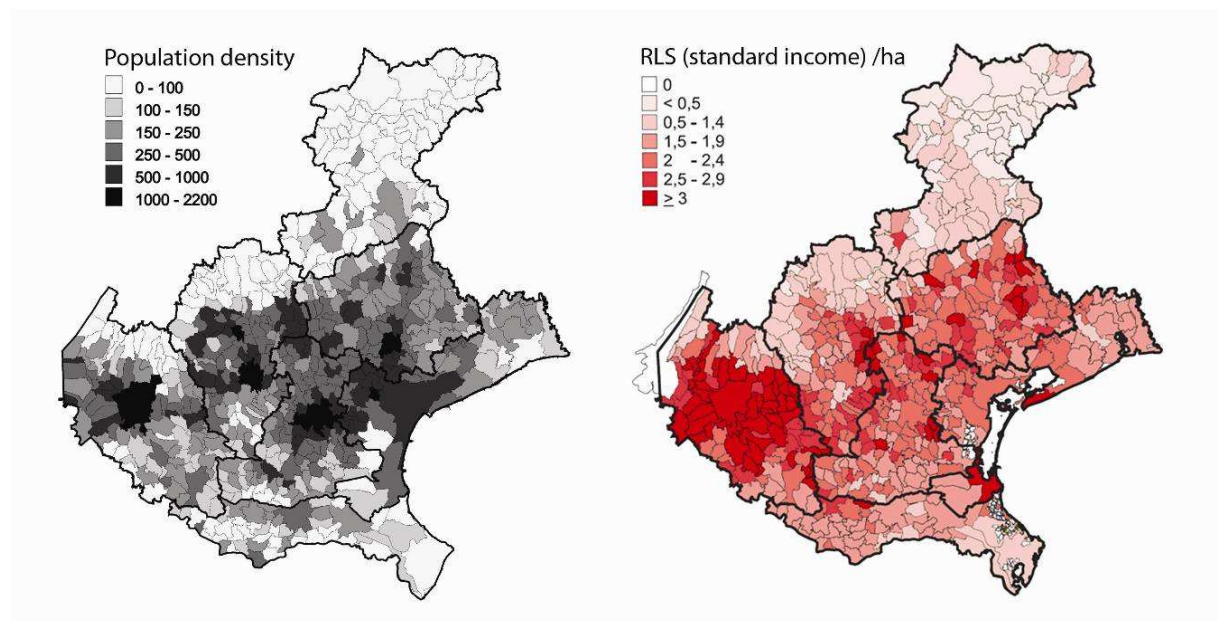 Population density
0 - 100
100 - 150
150 - 250
250 - 500
500 - 1000
1000 - 2200
RLS (standard income) /ha
0
< 0,5
0,5 - 1,4
1,5 - 1,9
2 - 2,4
2,5 - 2,9
≥ 3